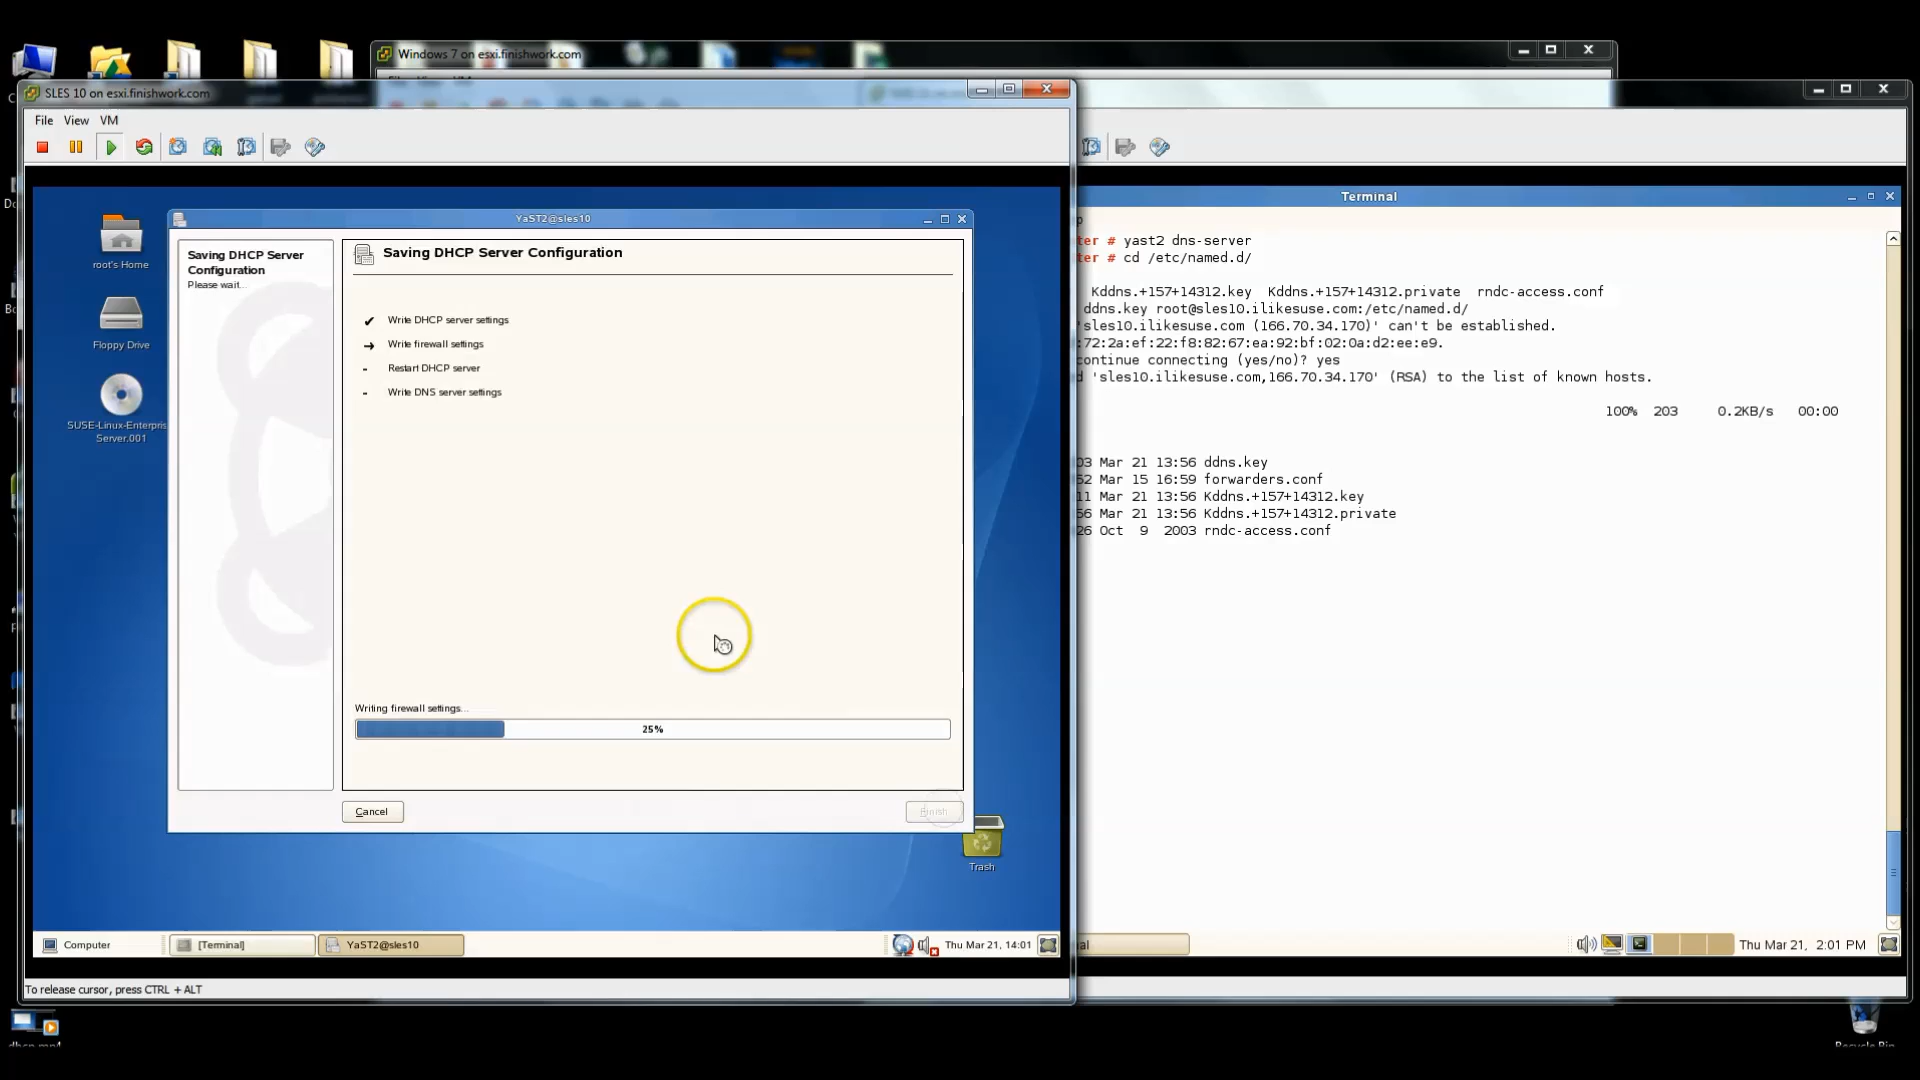 Windows 7 on esxi.finishwork.com
SLES 10 on esxi.finishwork.com
File View VM
root's Home
Floppy Drive
SUSE-Linux-Enterpris
Server.001
YaST2@sles10
Saving DHCP Server
Configuration
Please wait...
Saving DHCP Server Configuration
Write DHCP server settings
Write firewall settings
- Restart DHCP server
- Write DNS server settings
Writing firewall settings...
25%
Cancel
Finish
Trash
Computer
[Terminal]
YaST2@sles10
Thu Mar 21, 14:01
To release cursor, press CTRL + ALT
Terminal
ter # yast2 dns-server
ter # cd /etc/named.d/
Kddns.+157+14312.key Kddns.+157+14312.private rndc-access.conf
ddns.key root@sles10.ilikesuse.com:/etc/named.d/
'sles10.ilikesuse.com (166.70.34.170)' can't be established.
:72:2a:ef:22:f8:82:67:ea:92:bf:02:0a:d2:ee:e9.
continue connecting (yes/no)? yes
d 'sles10.ilikesuse.com,166.70.34.170' (RSA) to the list of known hosts.
100% 203 0.2KB/s 00:00
03 Mar 21 13:56 ddns.key
52 Mar 15 16:59 forwarders.conf
11 Mar 21 13:56 Kddns.+157+14312.key
56 Mar 21 13:56 Kddns.+157+14312.private
26 Oct 9 2003 rndc-access.conf
Thu Mar 21, 2:01 PM
dhcp.mp4
Recycle Bin